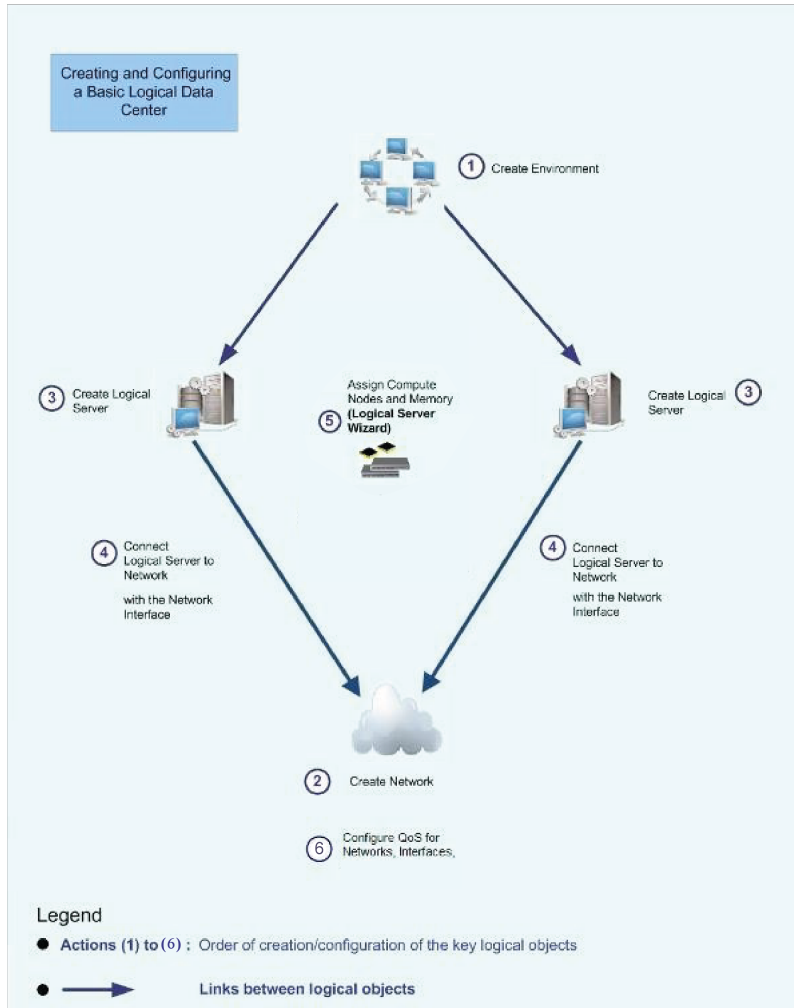 Creating and Configuring
a Basic Logical Data
Center
1 Create Environment
3 Create Logical
Server
Assign Compute
Nodes and Memory
5 (Logical Server
Wizard)
Create Logical 3
Server
4 Connect
Logical Server to
Network
with the Network
Interface
4 Connect
Logical Server to
Network
with the Network
Interface
2 Create Network
6 Configure QoS for
Networks, Interfaces,
Legend
● Actions (1) to (6) : Order of creation/configuration of the key logical objects
● Links between logical objects